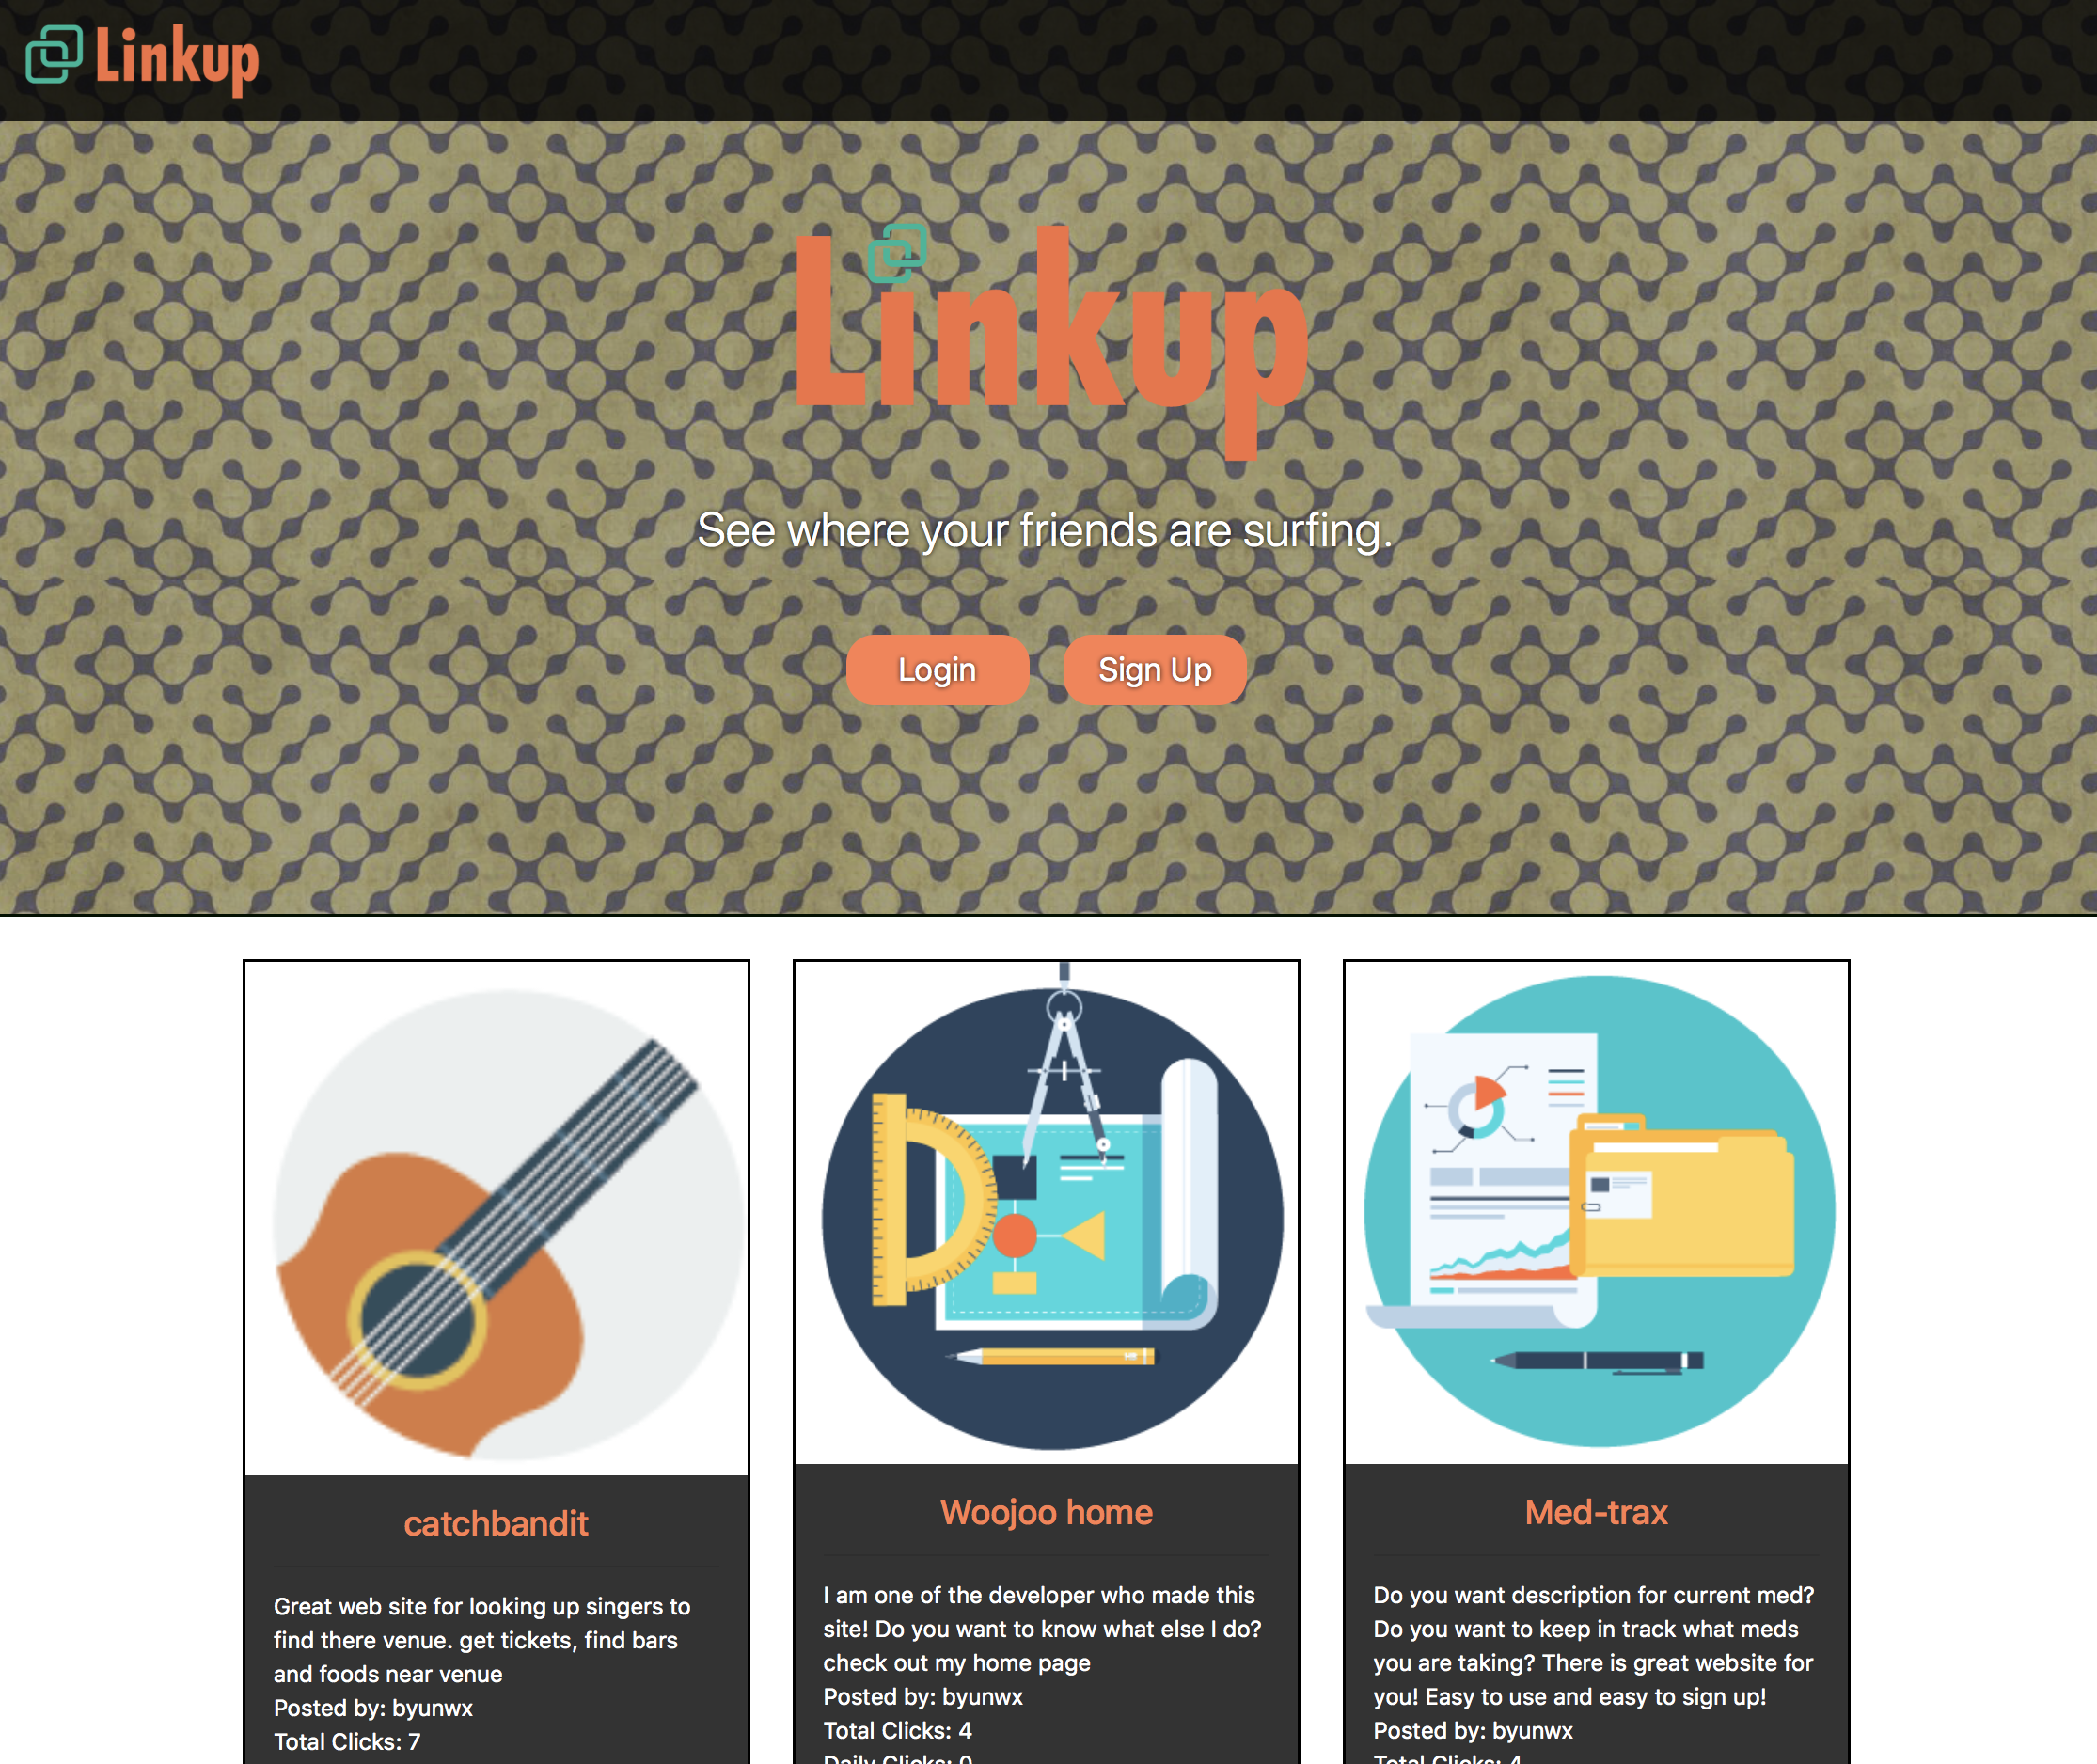 Linkup
Linkup
See where your friends are surfing.
Login
Sign Up
catchbandit
Great web site for looking up singers to
find there venue. get tickets, find bars
and foods near venue
Posted by: byunwx
Total Clicks: 7
Woojoo home
I am one of the developer who made this
site! Do you want to know what else I do?
check out my home page
Posted by: byunwx
Total Clicks: 4
Daily Clicks: 0
Med-trax
Do you want description for current med?
Do you want to keep in track what meds
you are taking? There is great website for
you! Easy to use and easy to sign up!
Posted by: byunwx
Total Clicks: 4